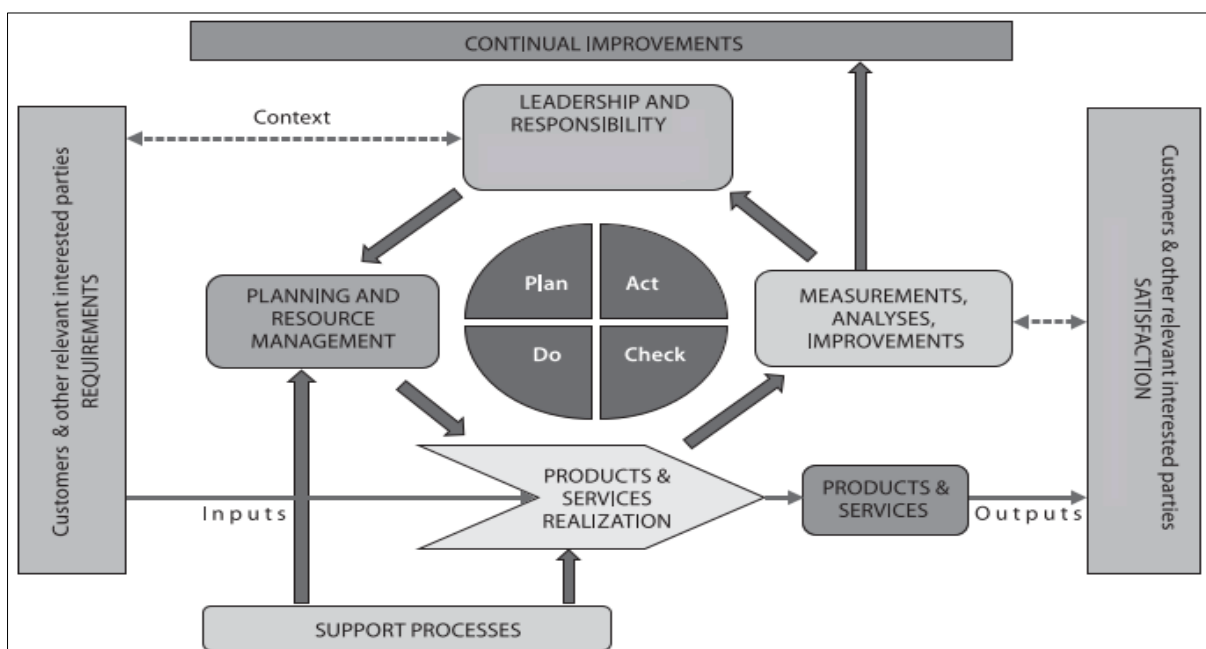 CONTINUAL IMPROVEMENTS
LEADERSHIP AND
RESPONSIBILITY
Context
Customers & other relevant interested parties
REQUIREMENTS
Customers & other relevant interested parties
SATISFACTION
Plan
Act
Do
Check
PLANNING AND
RESOURCE
MANAGEMENT
MEASUREMENTS,
ANALYSES,
IMPROVEMENTS
PRODUCTS &
SERVICES
REALIZATION
PRODUCTS &
SERVICES
Inputs
Outputs
SUPPORT PROCESSES